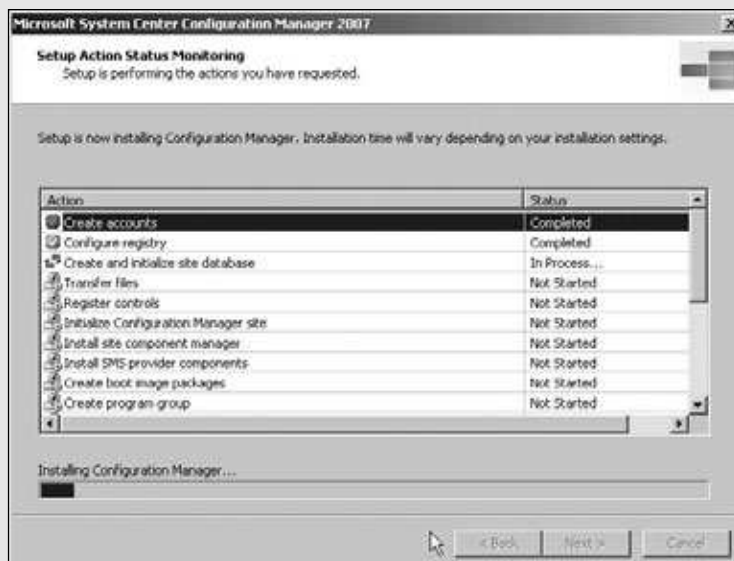 Microsoft System Center Configuration Manager 2007
Setup Action Status Monitoring
Setup is performing the actions you have requested.
Setup is now installing Configuration Manager. Installation time will vary depending on your installation settings.
Action Status
Create accounts Completed
Configure registry Completed
Create and initialize site database In Process...
Transfer files Not Started
Register controls Not Started
Initialize Configuration Manager site Not Started
Install site component manager Not Started
Install SMS provider components Not Started
Create boot image packages Not Started
Create program group Not Started
Installing Configuration Manager...
< Back Next > Cancel